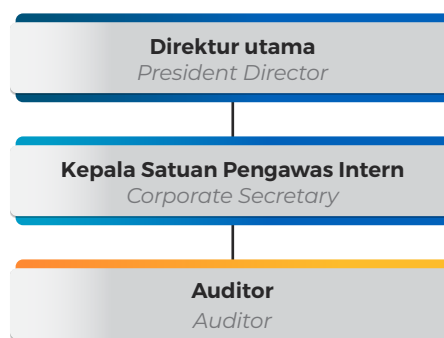 Direktur utama
President Director
Kepala Satuan Pengawas Intern
Corporate Secretary
Auditor
Auditor